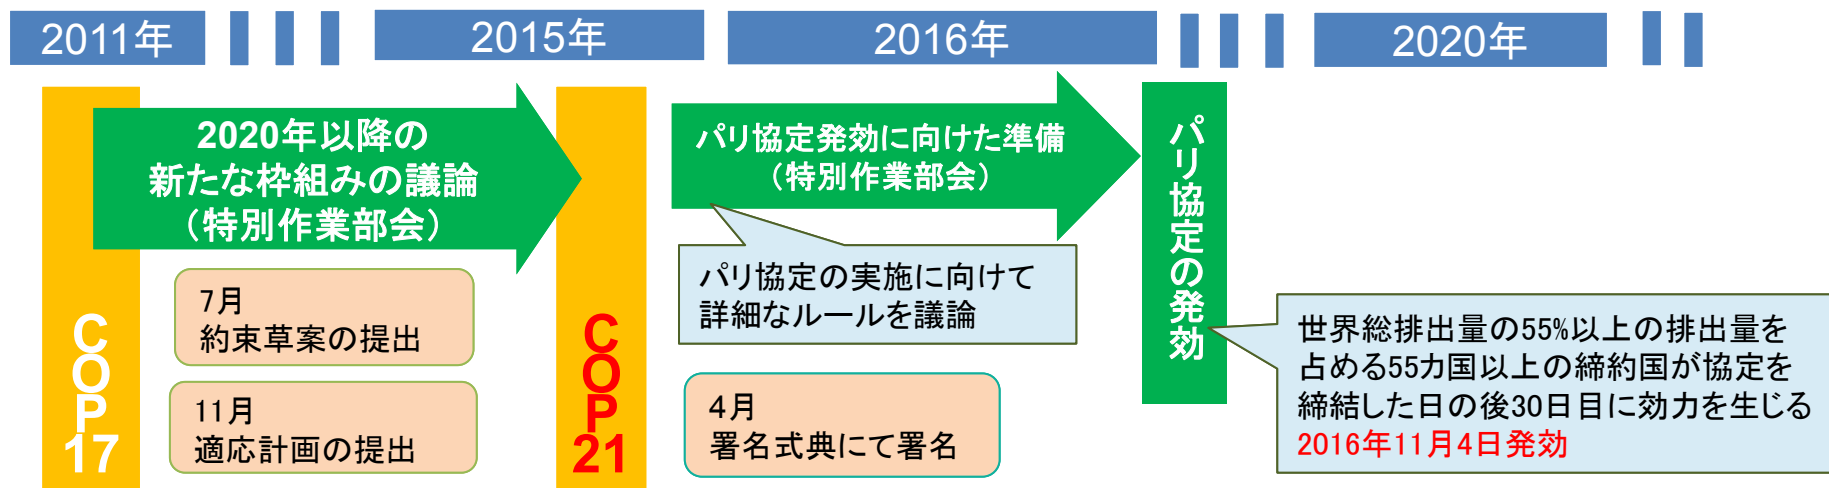 2011年
2015年
2016年
2020年
COP17
2020年以降の
新たな枠組みの議論
（特別作業部会）
7月
約束草案の提出
11月
適応計画の提出
COP21
パリ協定発効に向けた準備
（特別作業部会）
パリ協定の実施に向けて
詳細なルールを議論
4月
署名式典にて署名
パリ協定の発効
世界総排出量の55%以上の排出量を
占める55カ国以上の締約国が協定を
締結した日の後30日目に効力を生じる
2016年11月4日発効